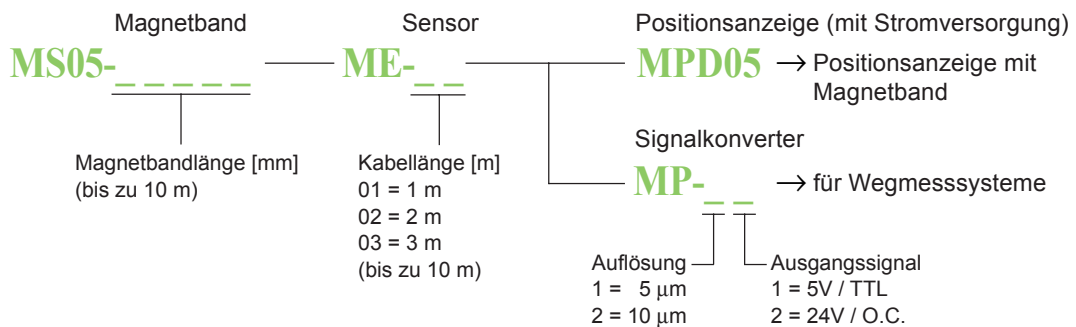 Magnetband
Sensor
Positionsanzeige (mit Stromversorgung)
MS05-_ _ _ _ _
ME-_ _
MPD05 → Positionsanzeige mit
Magnetband
Signalkonverter
MP-_ _ → für Wegmesssysteme
Magnetbandlänge [mm]
(bis zu 10 m)
Kabellänge [m]
01 = 1 m
02 = 2 m
03 = 3 m
(bis zu 10 m)
Auflösung
1 = 5 µm
2 = 10 µm
Ausgangssignal
1 = 5V / TTL
2 = 24V / O.C.